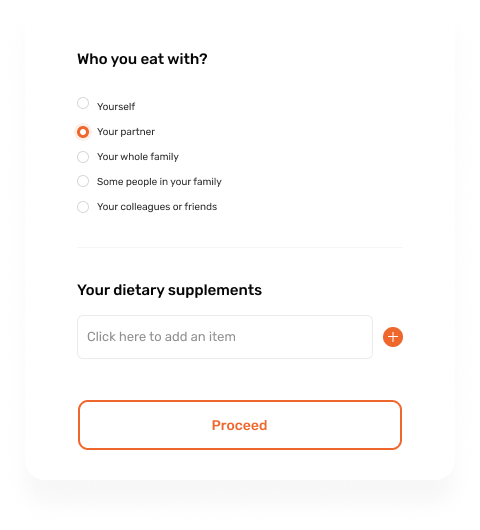 Who you eat with?
Yourself
Your partner
Your whole family
Some people in your family
Your colleagues or friends
Your dietary supplements
Click here to add an item
Proceed